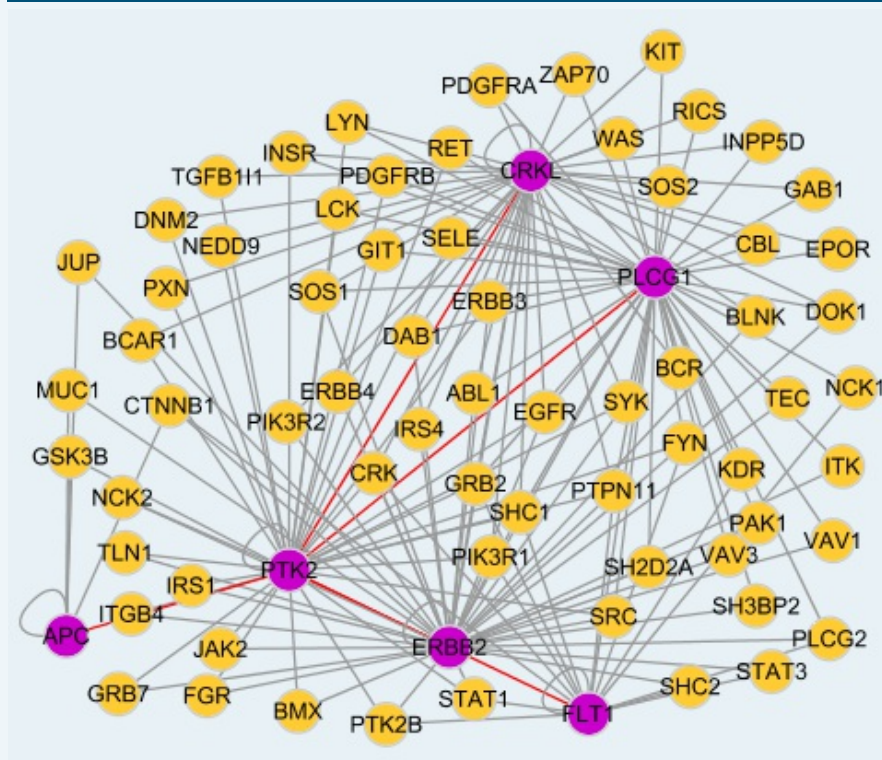 KIT
ZAP70
PDGFRA
RICS
LYN
WAS
INPP5D
RET
INSR
CRKL
TGFB1I1
PDGFRB
SOS2
GAB1
LCK
DNM2
SELE
NEDD9
GIT1
CBL
EPOR
JUP
PLCG1
PXN
SOS1
ERBB3
BLNK
DOK1
BCAR1
DAB1
BCR
MUC1
ERBB4
ABL1
NCK1
CTNNB1
EGFR
SYK
TEC
PIK3R2
IRS4
FYN
GSK3B
CRK
KDR
ITK
NCK2
GRB2
PTPN11
SHC1
PAK1
TLN1
PIK3R1
VAV3
VAV1
PTK2
SH2D2A
IRS1
ITGB4
SRC
SH3BP2
APC
JAK2
ERBB2
PLCG2
STAT3
GRB7
FGR
SHC2
STAT1
BMX
FLT1
PTK2B